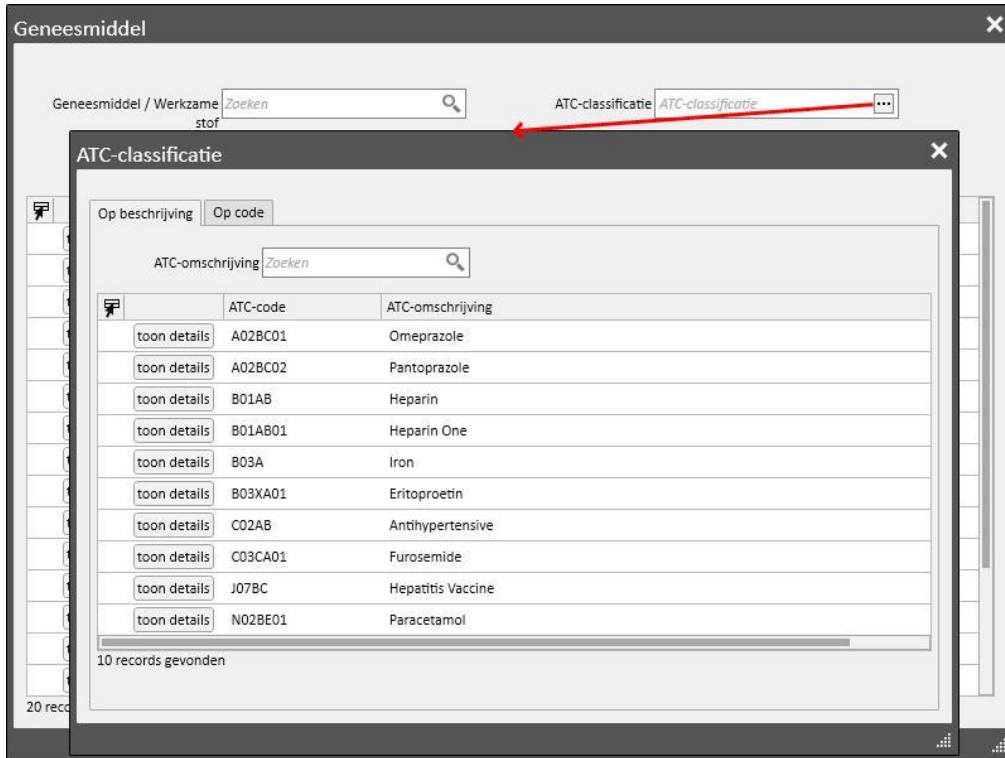 Geneesmiddel
Geneesmiddel / Werkzame stof Zoeken ATC-classificatie ATC-classificatie ...
ATC-classificatie
Op beschrijving Op code
ATC-omschrijving Zoeken
ATC-code ATC-omschrijving
toon details A02BC01 Omeprazole
toon details A02BC02 Pantoprazole
toon details B01AB Heparin
toon details B01AB01 Heparin One
toon details B03A Iron
toon details B03XA01 Eritoproetin
toon details C02AB Antihypertensive
toon details C03CA01 Furosemide
toon details J07BC Hepatitis Vaccine
toon details N02BE01 Paracetamol
10 records gevonden
20